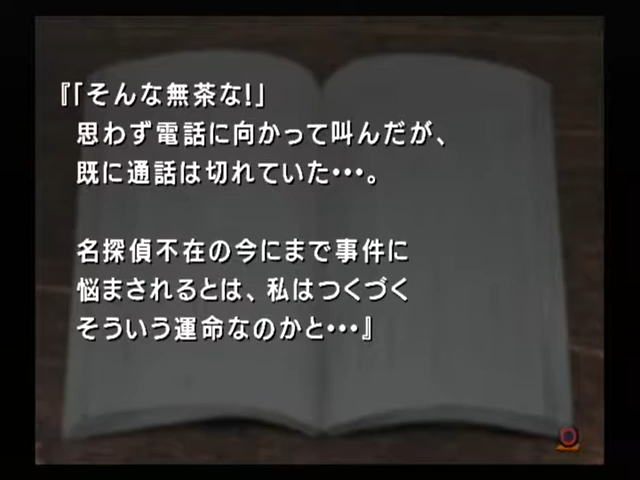 『「そんな無茶な!」
思わず電話に向かって叫んだが、
既に通話は切れていた・・・。
名探偵不在の今にまで事件に
悩まされるとは、私はつくづく
そういう運命なのかと・・・』